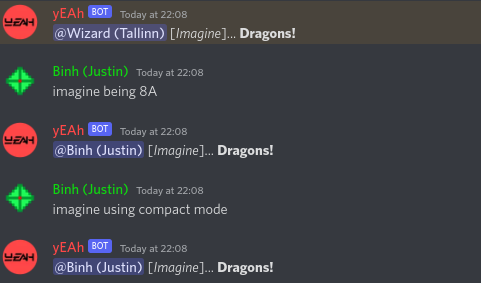 yEAh BOT Today at 22:08
@Wizard (Tallinn) [Imagine]... Dragons!
Binh (Justin) Today at 22:08
imagine being 8A
yEAh BOT Today at 22:08
@Binh (Justin) [Imagine]... Dragons!
Binh (Justin) Today at 22:08
imagine using compact mode
yEAh BOT Today at 22:08
@Binh (Justin) [Imagine]... Dragons!